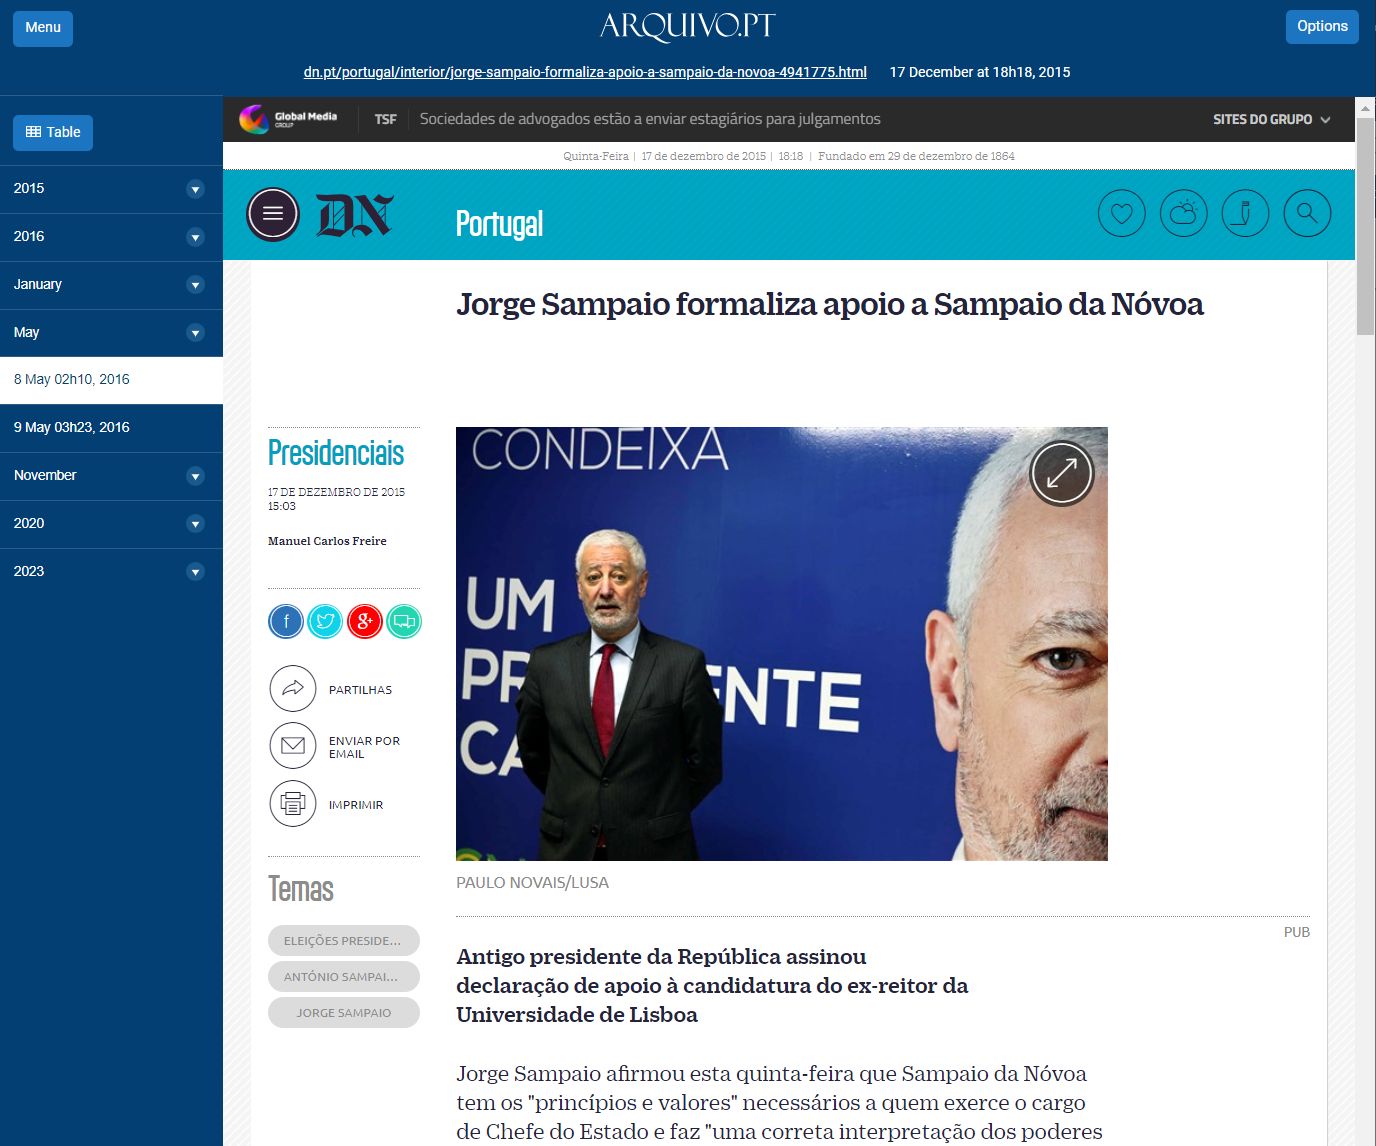 Menu
ARQUIVO.PT
Options
dn.pt/portugal/interior/jorge-sampaio-formaliza-apoio-a-sampaio-da-novoa-4941775.html
17 December at 18h18, 2015
Table
2015
2016
January
May
8 May 02h10, 2016
9 May 03h23, 2016
November
2020
2023
Global Media
GROUP
TSF
Sociedades de advogados estão a enviar estagiários para julgamentos
SITES DO GRUPO
Quinta-Feira | 17 de dezembro de 2015 | 18:18 | Fundado em 29 de dezembro de 1864
DN
Portugal
Jorge Sampaio formaliza apoio a Sampaio da Nóvoa
Presidenciais
17 DE DEZEMBRO DE 2015
15:03
Manuel Carlos Freire
f
g+
PARTILHAS
ENVIAR POR
EMAIL
IMPRIMIR
Temas
ELEIÇÕES PRESIDE...
ANTÓNIO SAMPAI...
JORGE SAMPAIO
CONDEIXA
UM
PR
ENTE
CA
PAULO NOVAIS/LUSA
PUB
Antigo presidente da República assinou
declaração de apoio à candidatura do ex-reitor da
Universidade de Lisboa
Jorge Sampaio afirmou esta quinta-feira que Sampaio da Nóvoa
tem os "princípios e valores" necessários a quem exerce o cargo
de Chefe do Estado e faz "uma correta interpretação dos poderes